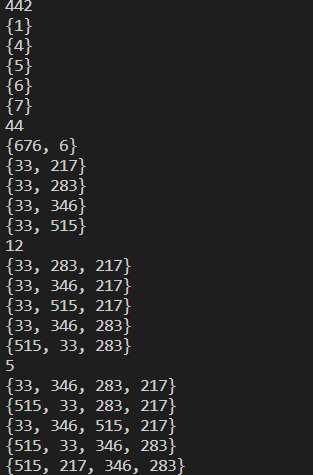 442
{1}
{4}
{5}
{6}
{7}
44
{676, 6}
{33, 217}
{33, 283}
{33, 346}
{33, 515}
12
{33, 283, 217}
{33, 346, 217}
{33, 515, 217}
{33, 346, 283}
{515, 33, 283}
5
{33, 346, 283, 217}
{515, 33, 283, 217}
{33, 346, 515, 217}
{515, 33, 346, 283}
{515, 217, 346, 283}